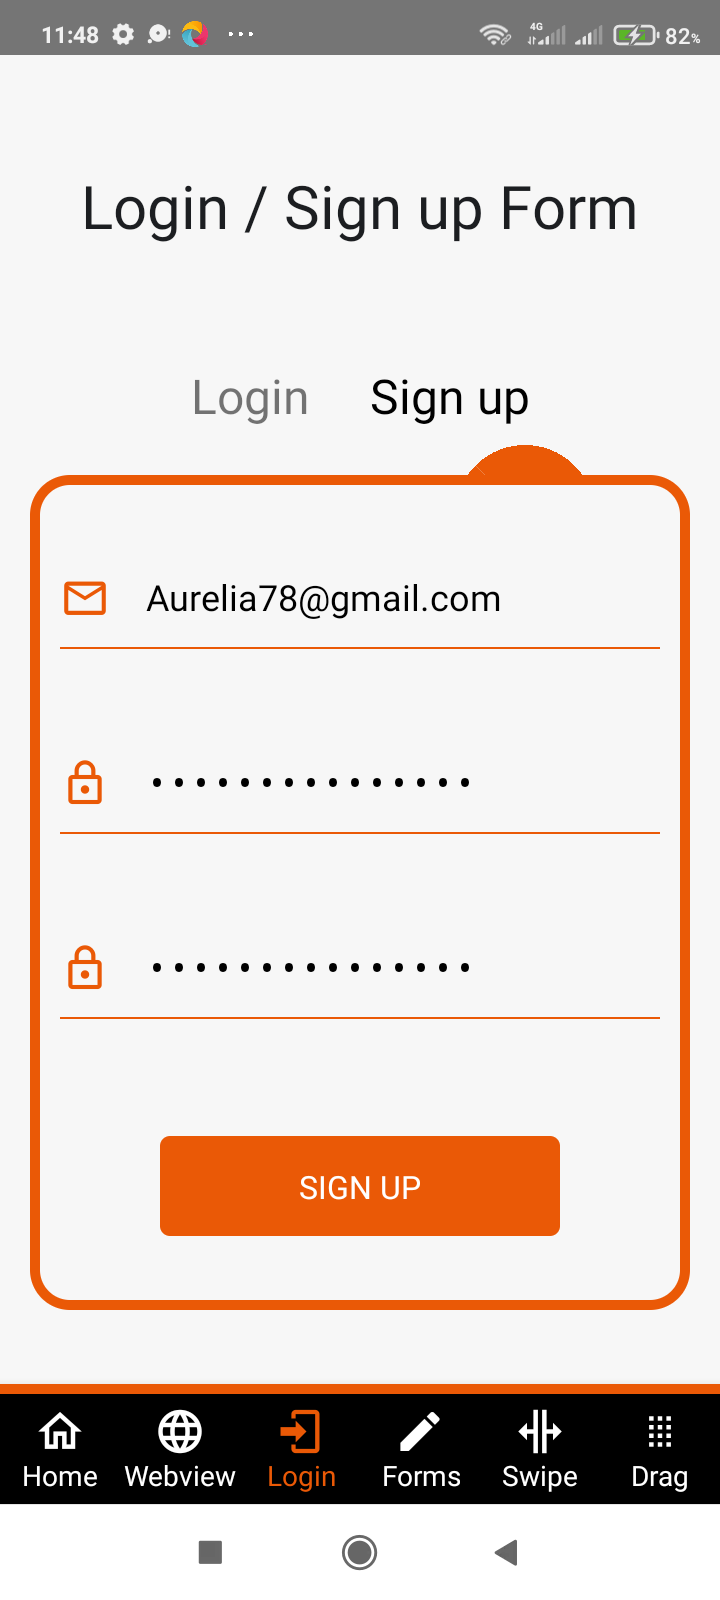 11:48 4G 82%
Login / Sign up Form
Login Sign up
Aurelia78@gmail.com
•••••••••••••••
•••••••••••••••
SIGN UP
Home Webview Login Forms Swipe Drag